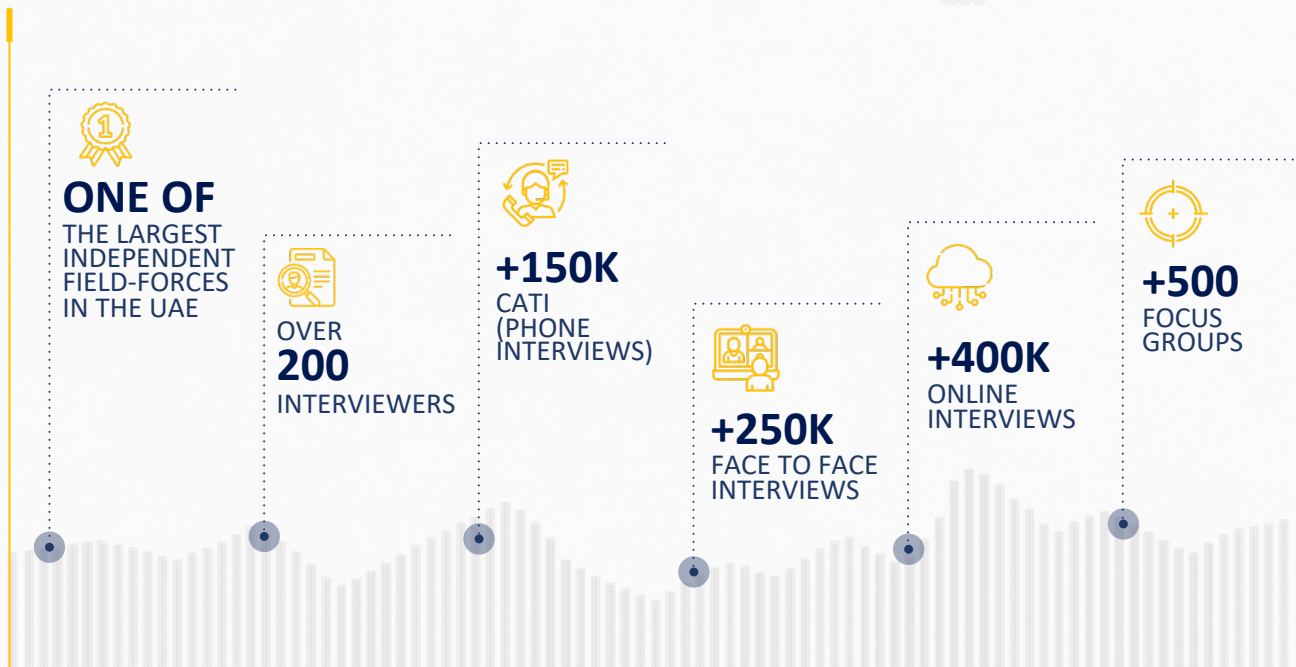 1
ONE OF
THE LARGEST
INDEPENDENT
FIELD-FORCES
IN THE UAE
OVER
200
INTERVIEWERS
+150K
CATI
(PHONE
INTERVIEWS)
+250K
FACE TO FACE
INTERVIEWS
+400K
ONLINE
INTERVIEWS
+500
FOCUS
GROUPS